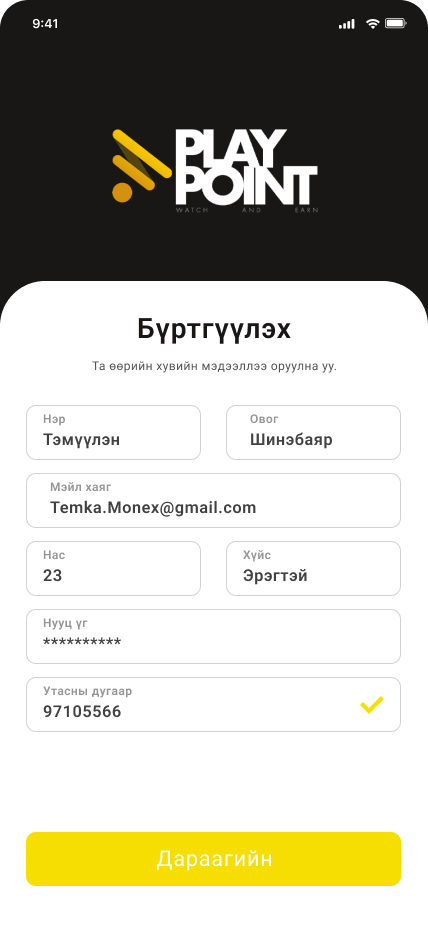 9:41
PLAY
POINT
WATCH AND EARN
Бүртгүүлэх
Та өөрийн хувийн мэдээллээ оруулна уу.
Нэр
Тэмүүлэн
Овог
Шинэбаяр
Мэйл хаяг
Temka.Monex@gmail.com
Нас
23
Хүйс
Эрэгтэй
Нууц үг
**********
Утасны дугаар
97105566
Дараагийн